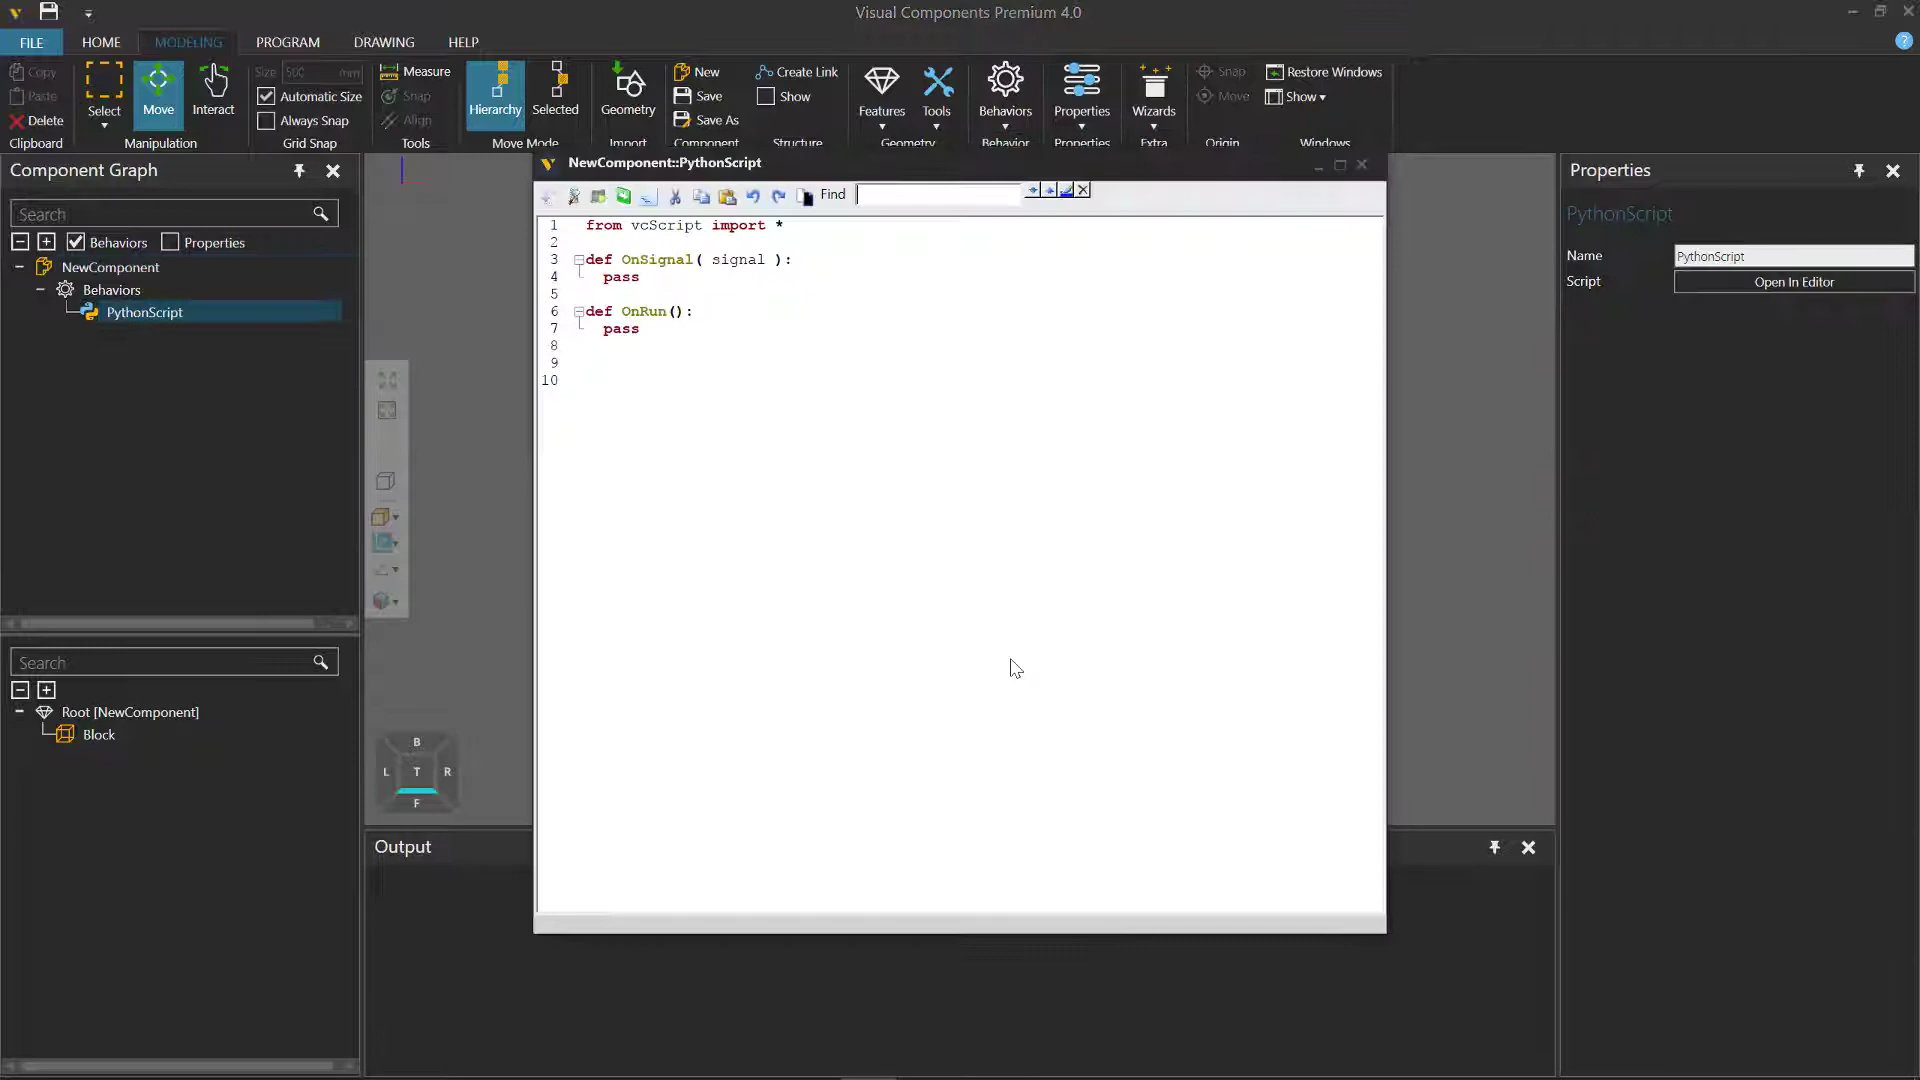 Visual Components Premium 4.0
FILE HOME MODELING PROGRAM DRAWING HELP
Copy
Paste
Delete
Clipboard
Select
Move
Interact
Manipulation
Size 500 mm
Automatic Size
Always Snap
Grid Snap
Measure
Snap
Align
Tools
Hierarchy
Selected
Move Mode
Geometry
Import
New
Save
Save As
Component
Create Link
Show
Structure
Features
Tools
Geometry
Behaviors
Behavior
Properties
Properties
Wizards
Extra
Snap
Move
Origin
Restore Windows
Show
Windows
Component Graph
Search
Behaviors
Properties
NewComponent
Behaviors
PythonScript
Search
Root [NewComponent]
Block
NewComponent::PythonScript
Find
1 from vcScript import *
2
3 def OnSignal( signal ):
4 pass
5
6 def OnRun():
7 pass
8
9
10
B
L T R
F
Output
Properties
PythonScript
Name PythonScript
Script Open In Editor